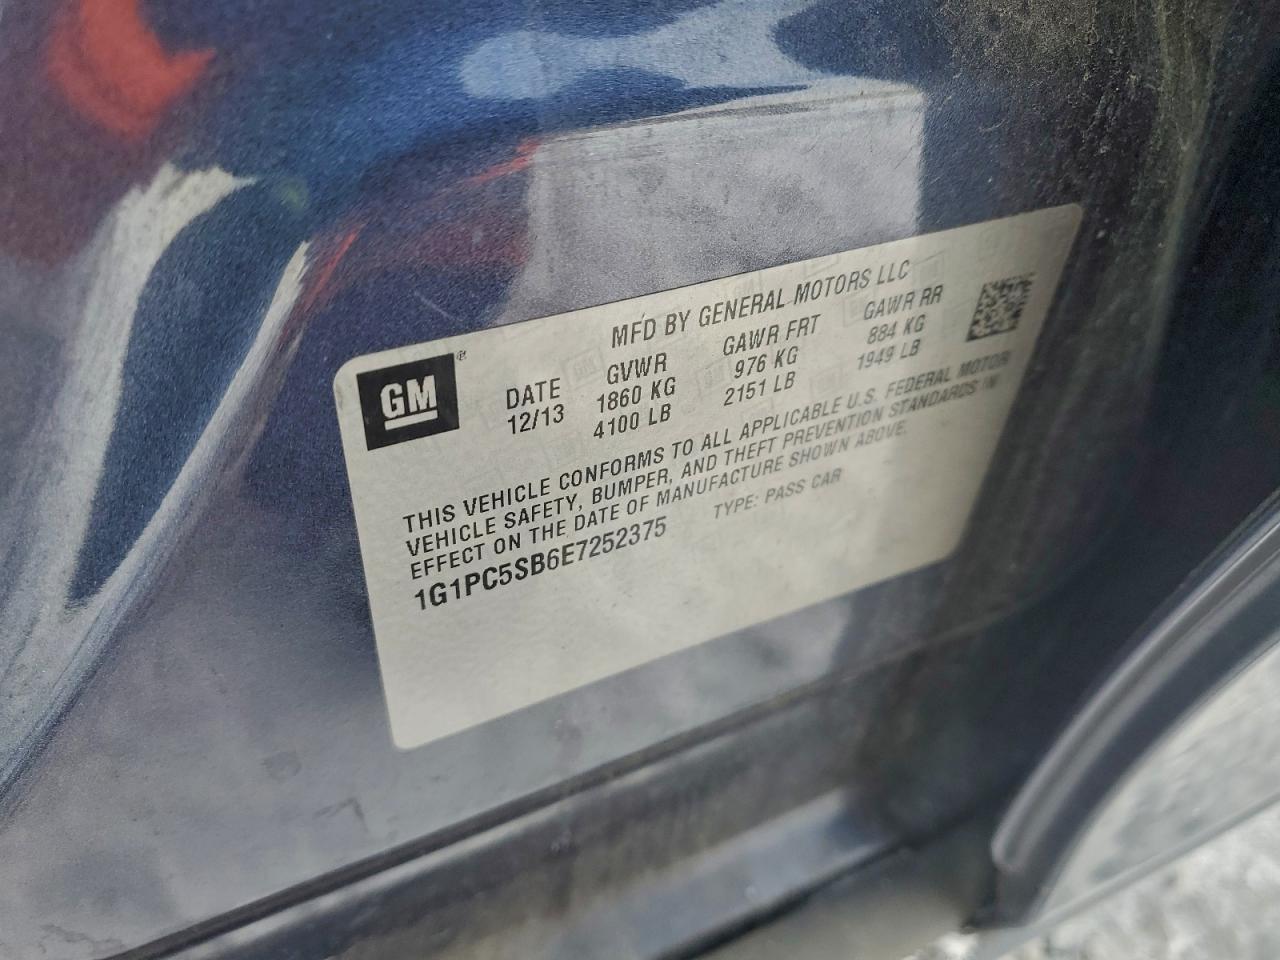 GM®
MFD BY GENERAL MOTORS LLC
DATE GVWR GAWR FRT GAWR RR
12/13 1860 KG 976 KG 884 KG
4100 LB 2151 LB 1949 LB
THIS VEHICLE CONFORMS TO ALL APPLICABLE U.S. FEDERAL MOTOR
VEHICLE SAFETY, BUMPER, AND THEFT PREVENTION STANDARDS IN
EFFECT ON THE DATE OF MANUFACTURE SHOWN ABOVE.
1G1PC5SB6E7252375 TYPE: PASS CAR